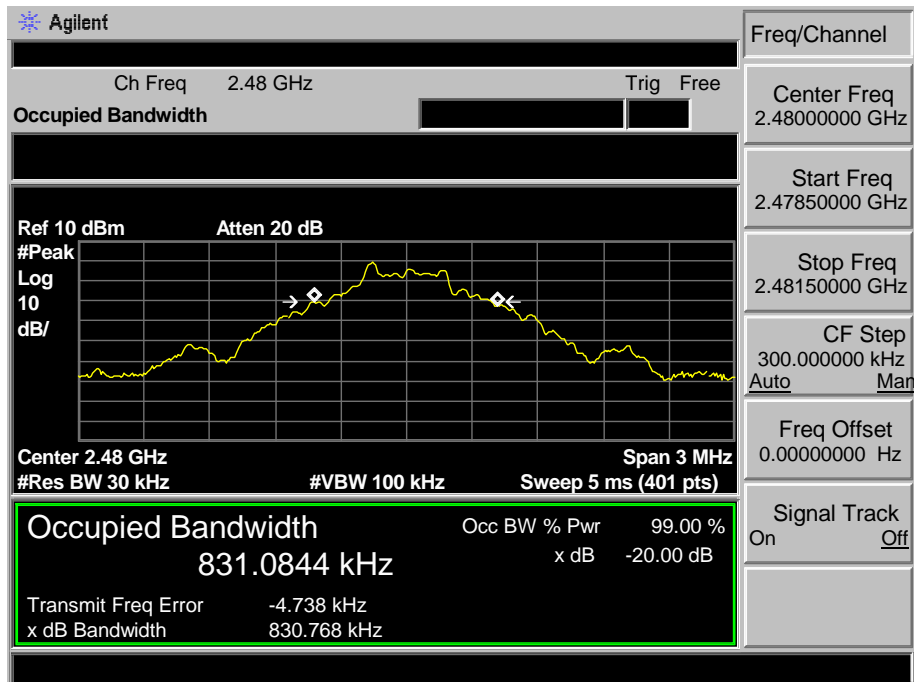 Agilent
Freq/Channel
Ch Freq 2.48 GHz Trig Free
Occupied Bandwidth
Center Freq
2.48000000 GHz
Start Freq
2.47850000 GHz
Stop Freq
2.48150000 GHz
CF Step
300.000000 kHz
Auto Man
Freq Offset
0.00000000 Hz
Signal Track
On Off
Ref 10 dBm Atten 20 dB
#Peak
Log
10
dB/
Center 2.48 GHz Span 3 MHz
#Res BW 30 kHz #VBW 100 kHz Sweep 5 ms (401 pts)
Occupied Bandwidth Occ BW % Pwr 99.00 %
831.0844 kHz x dB -20.00 dB
Transmit Freq Error -4.738 kHz
x dB Bandwidth 830.768 kHz